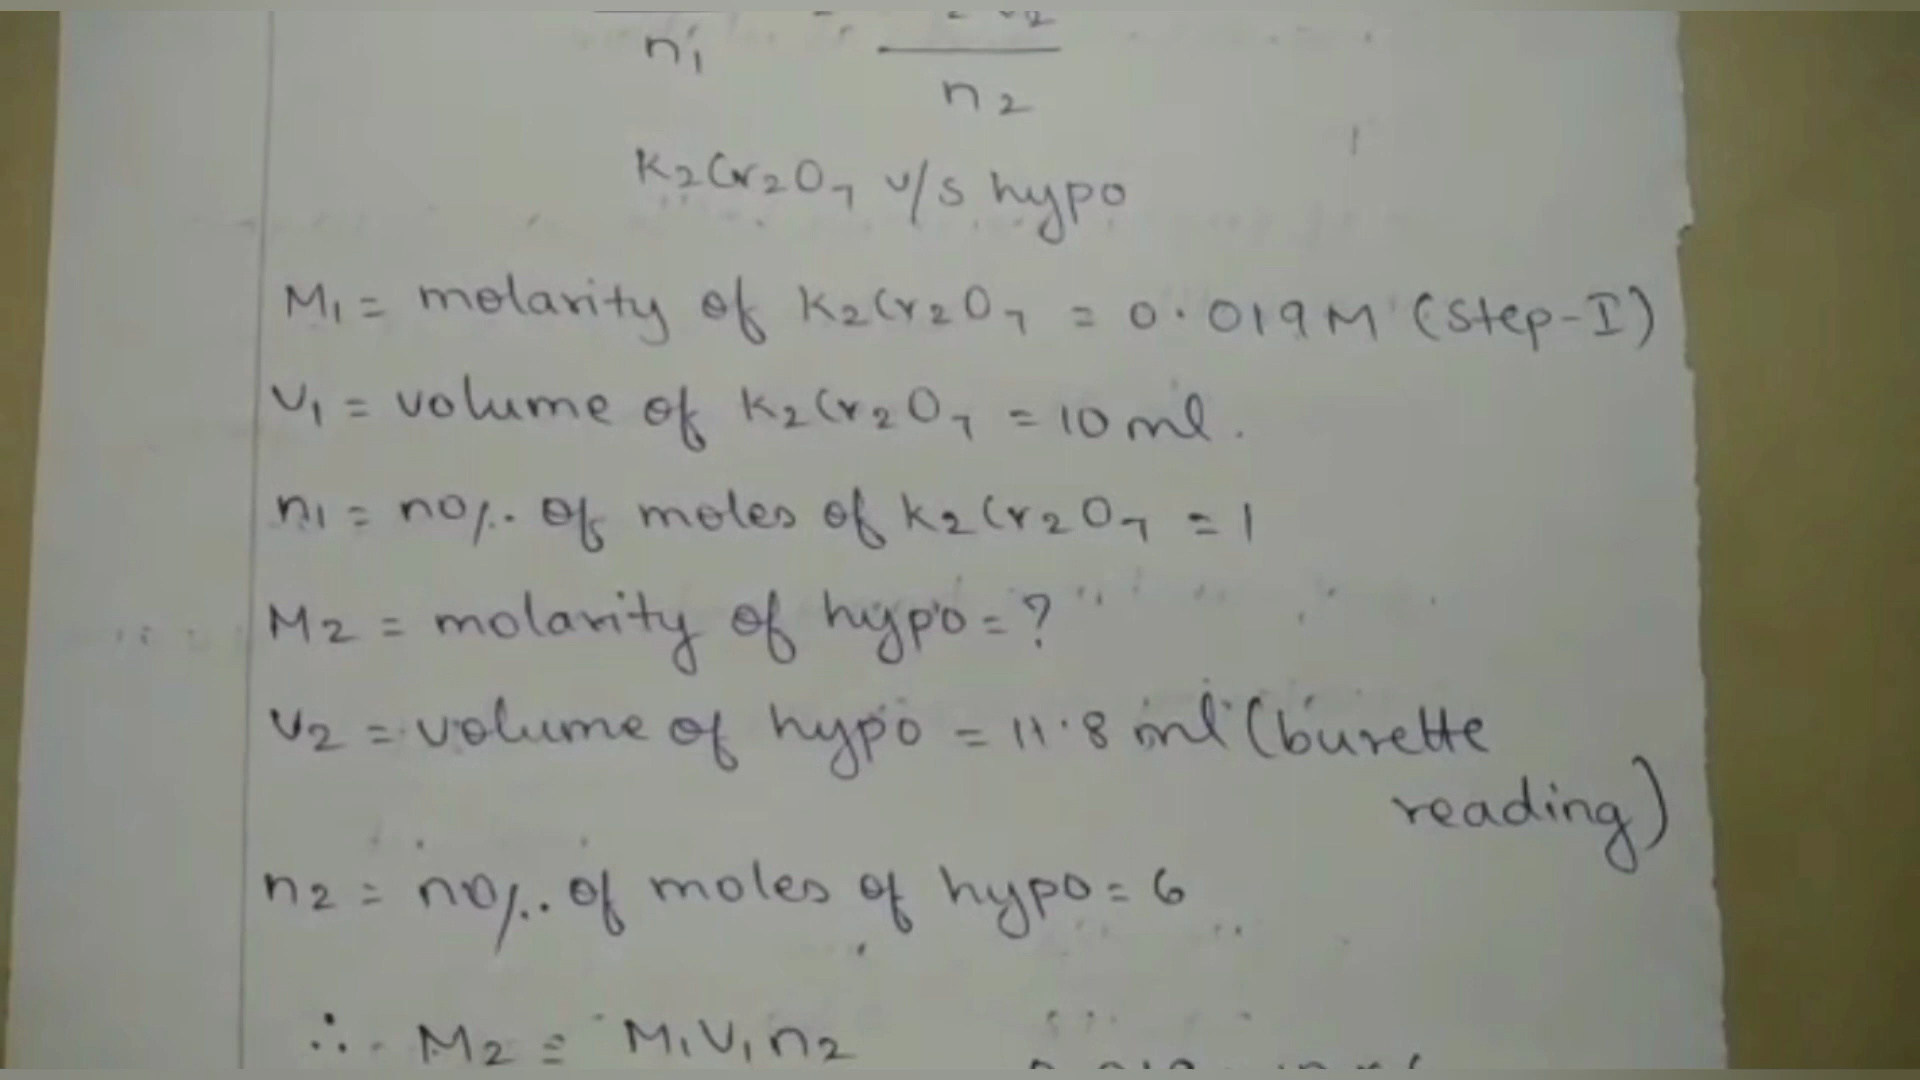 n1
n2
K2Cr2O7 v/s hypo
M1 = molarity of K2Cr2O7 = 0.019M (Step-I)
V1 = volume of K2Cr2O7 = 10 ml.
n1 = no/. of moles of K2Cr2O7 = 1
M2 = molarity of hypo = ?
V2 = volume of hypo = 11.8 ml (burette
reading)
n2 = no/. of moles of hypo = 6
∴ M2 = M1V1n2